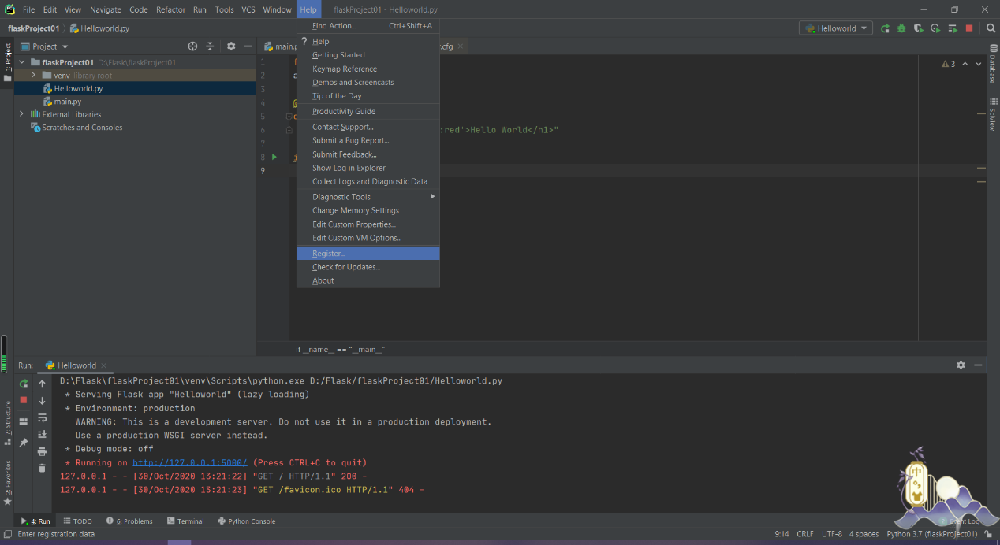 PC File Edit View Navigate Code Refactor Run Tools VCS Window Help flaskProject01 - Helloworld.py
flaskProject01 Helloworld.py Helloworld
1: Project
Project
main.p .cfg
Find Action... Ctrl+Shift+A
? Help
Getting Started
Keymap Reference
Demos and Screencasts
Tip of the Day
Productivity Guide
Contact Support...
Submit a Bug Report...
Submit Feedback...
Show Log in Explorer
Collect Logs and Diagnostic Data
Diagnostic Tools
Change Memory Settings
Edit Custom Properties...
Edit Custom VM Options...
Register...
Check for Updates...
About
flaskProject01 D:\Flask\flaskProject01
venv library root
Helloworld.py
main.py
External Libraries
Scratches and Consoles
1
2
3
4
5
6 :red'>Hello World</h1>"
7
8
9
3
Database
SciView
if __name__ == "__main__"
Run: Helloworld
D:\Flask\flaskProject01\venv\Scripts\python.exe D:/Flask/flaskProject01/Helloworld.py
* Serving Flask app "Helloworld" (lazy loading)
* Environment: production
WARNING: This is a development server. Do not use it in a production deployment.
Use a production WSGI server instead.
* Debug mode: off
* Running on http://127.0.0.1:5000/ (Press CTRL+C to quit)
127.0.0.1 - - [30/Oct/2020 13:21:22] "GET / HTTP/1.1" 200 -
127.0.0.1 - - [30/Oct/2020 13:21:23] "GET /favicon.ico HTTP/1.1" 404 -
7: Structure
2: Favorites
中
4: Run TODO 6: Problems Terminal Python Console Event Log
Enter registration data 9:14 CRLF UTF-8 4 spaces Python 3.7 (flaskProject01)